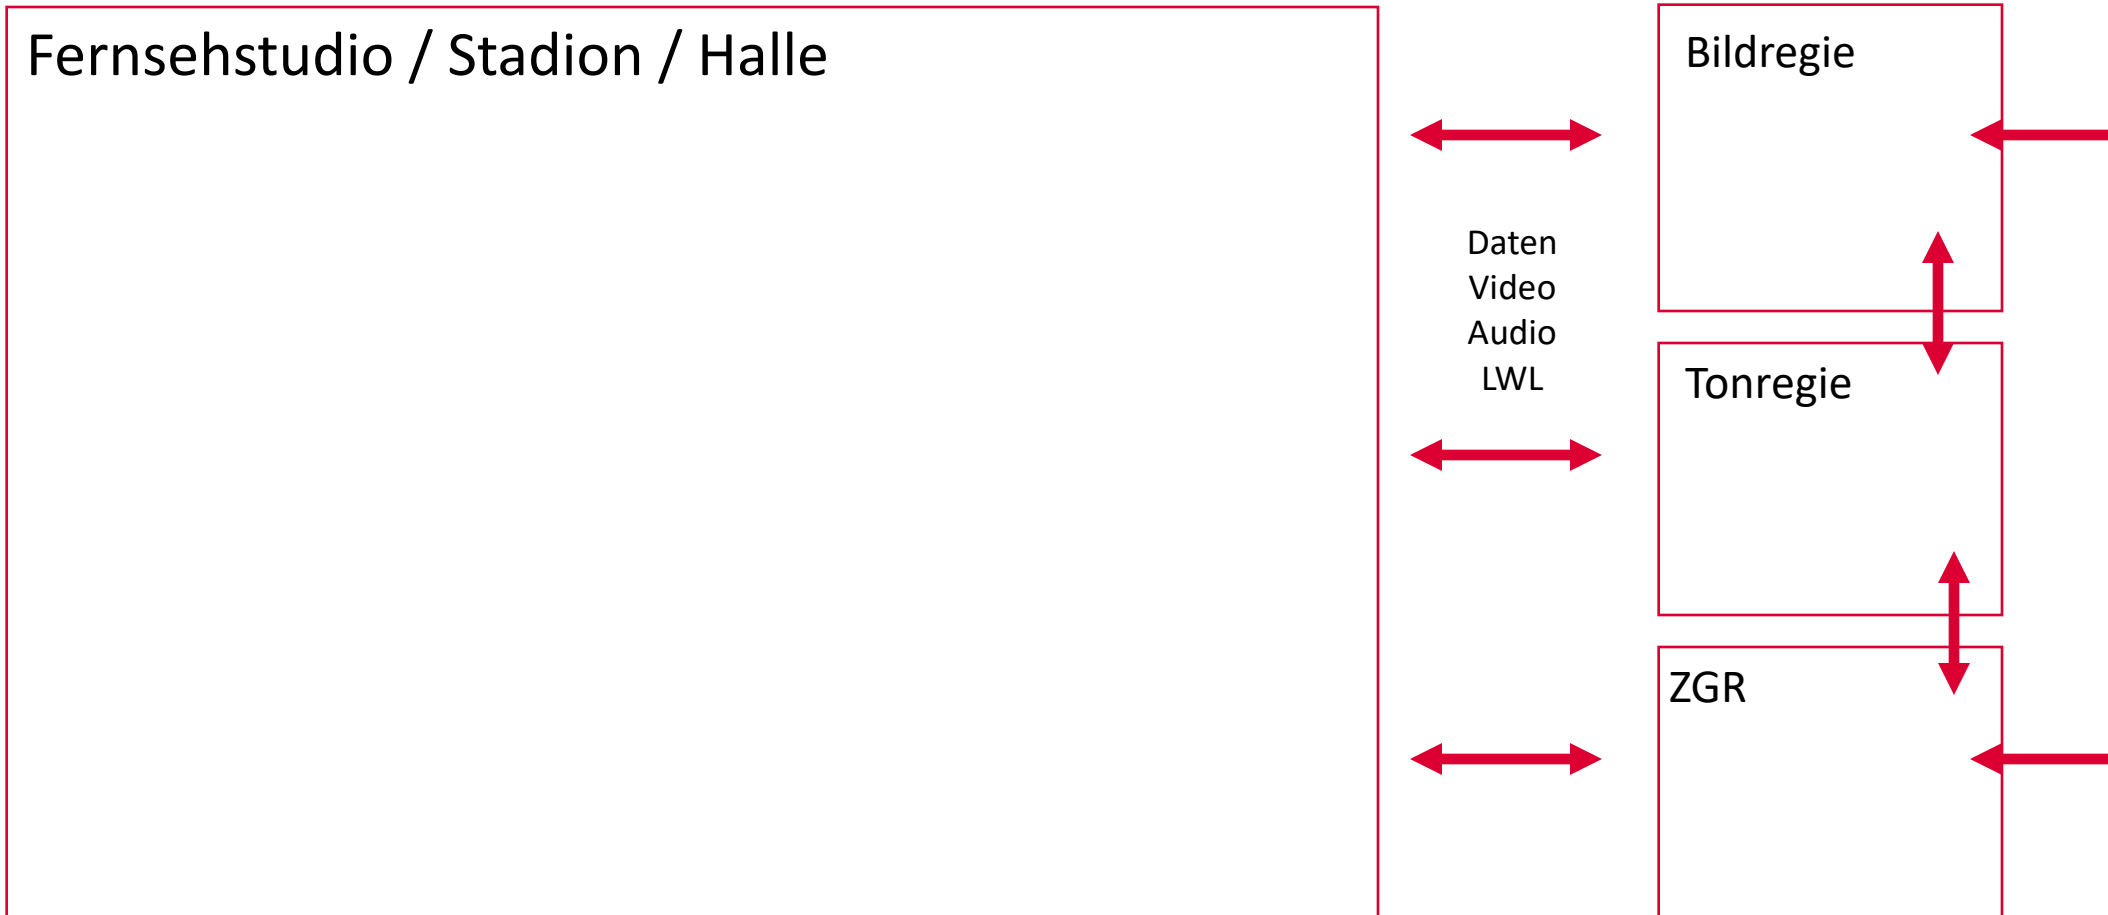 Fernsehstudio / Stadion / Halle
Bildregie
Daten
Video
Audio
LWL
Tonregie
ZGR